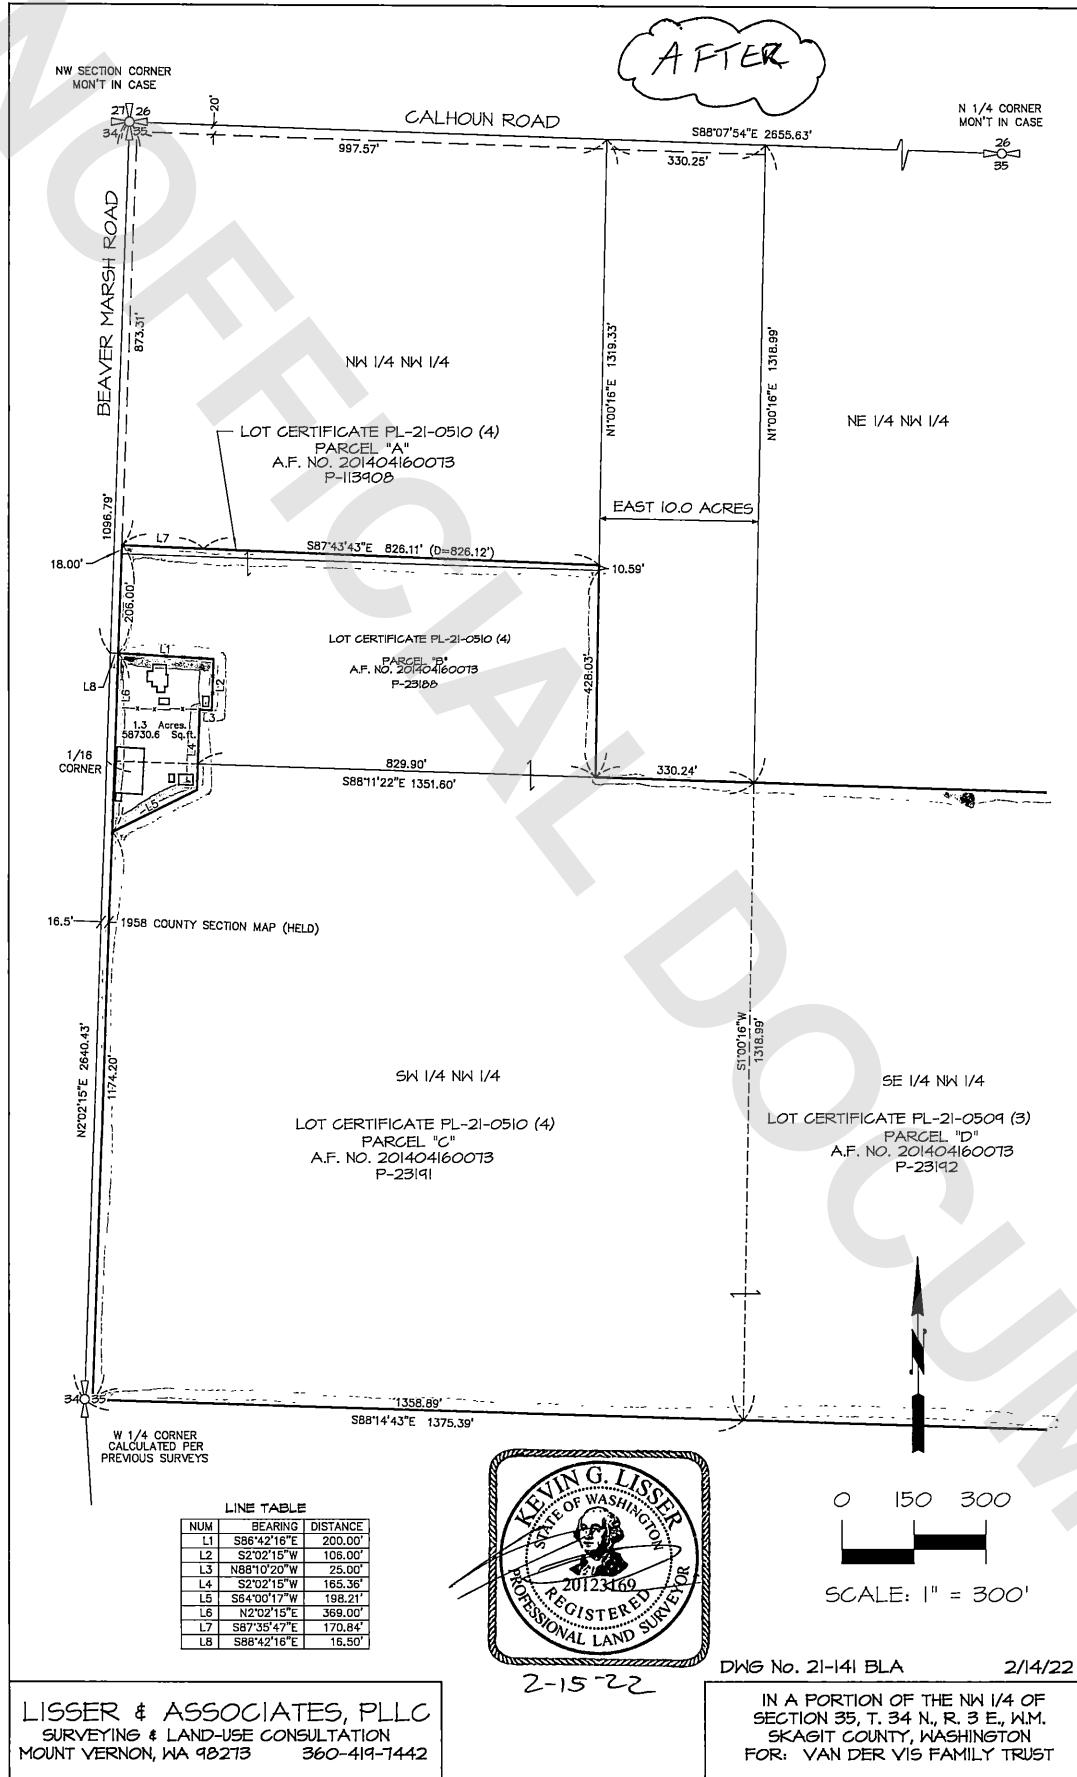 AFTER
NW SECTION CORNER
MON'T IN CASE
27 26
34 35
20'
CALHOUN ROAD
S88°07'54"E 2655.63'
N 1/4 CORNER
MON'T IN CASE
26
35
997.57'
330.25'
BEAVER MARSH ROAD
873.31'
NW 1/4 NW 1/4
N1°00'16"E 1319.33'
N1°00'16"E 1318.99'
NE 1/4 NW 1/4
LOT CERTIFICATE PL-21-0510 (4)
PARCEL "A"
A.F. NO. 201404160073
P-113908
1096.79'
EAST 10.0 ACRES
L7
S87°43'43"E 826.11' (D=826.12')
18.00'
10.59'
206.00'
LOT CERTIFICATE PL-21-0510 (4)
PARCEL "B"
A.F. NO. 201404160073
P-23188
428.03'
L1
L8
L6
L2
L3
1.3 Acres.
58730.6 Sq.ft.
L4
1/16
CORNER
829.90'
S88°11'22"E 1351.60'
330.24'
L5
16.5'
1958 COUNTY SECTION MAP (HELD)
N2°02'15"E 2640.43'
1174.20'
S1°00'16"W
1318.99'
SW 1/4 NW 1/4
SE 1/4 NW 1/4
LOT CERTIFICATE PL-21-0510 (4)
PARCEL "C"
A.F. NO. 201404160073
P-23191
LOT CERTIFICATE PL-21-0509 (3)
PARCEL "D"
A.F. NO. 201404160073
P-23192
34 35
1358.89'
S88°14'43"E 1375.39'
W 1/4 CORNER
CALCULATED PER
PREVIOUS SURVEYS
LINE TABLE
NUM BEARING DISTANCE
L1 S86°42'16"E 200.00'
L2 S2°02'15"W 106.00'
L3 N88°10'20"W 25.00'
L4 S2°02'15"W 165.36'
L5 S64°00'17"W 198.21'
L6 N2°02'15"E 369.00'
L7 S87°35'47"E 170.84'
L8 S88°42'16"E 16.50'
KEVIN G. LISSER
STATE OF WASHINGTON
20123169
REGISTERED
PROFESSIONAL LAND SURVEYOR
2-15-22
N
0 150 300
SCALE: 1" = 300'
DWG No. 21-141 BLA 2/14/22
LISSER & ASSOCIATES, PLLC
SURVEYING & LAND-USE CONSULTATION
MOUNT VERNON, WA 98273 360-419-7442
IN A PORTION OF THE NW 1/4 OF
SECTION 35, T. 34 N., R. 3 E., W.M.
SKAGIT COUNTY, WASHINGTON
FOR: VAN DER VIS FAMILY TRUST
NOFFICIAL DOCUM